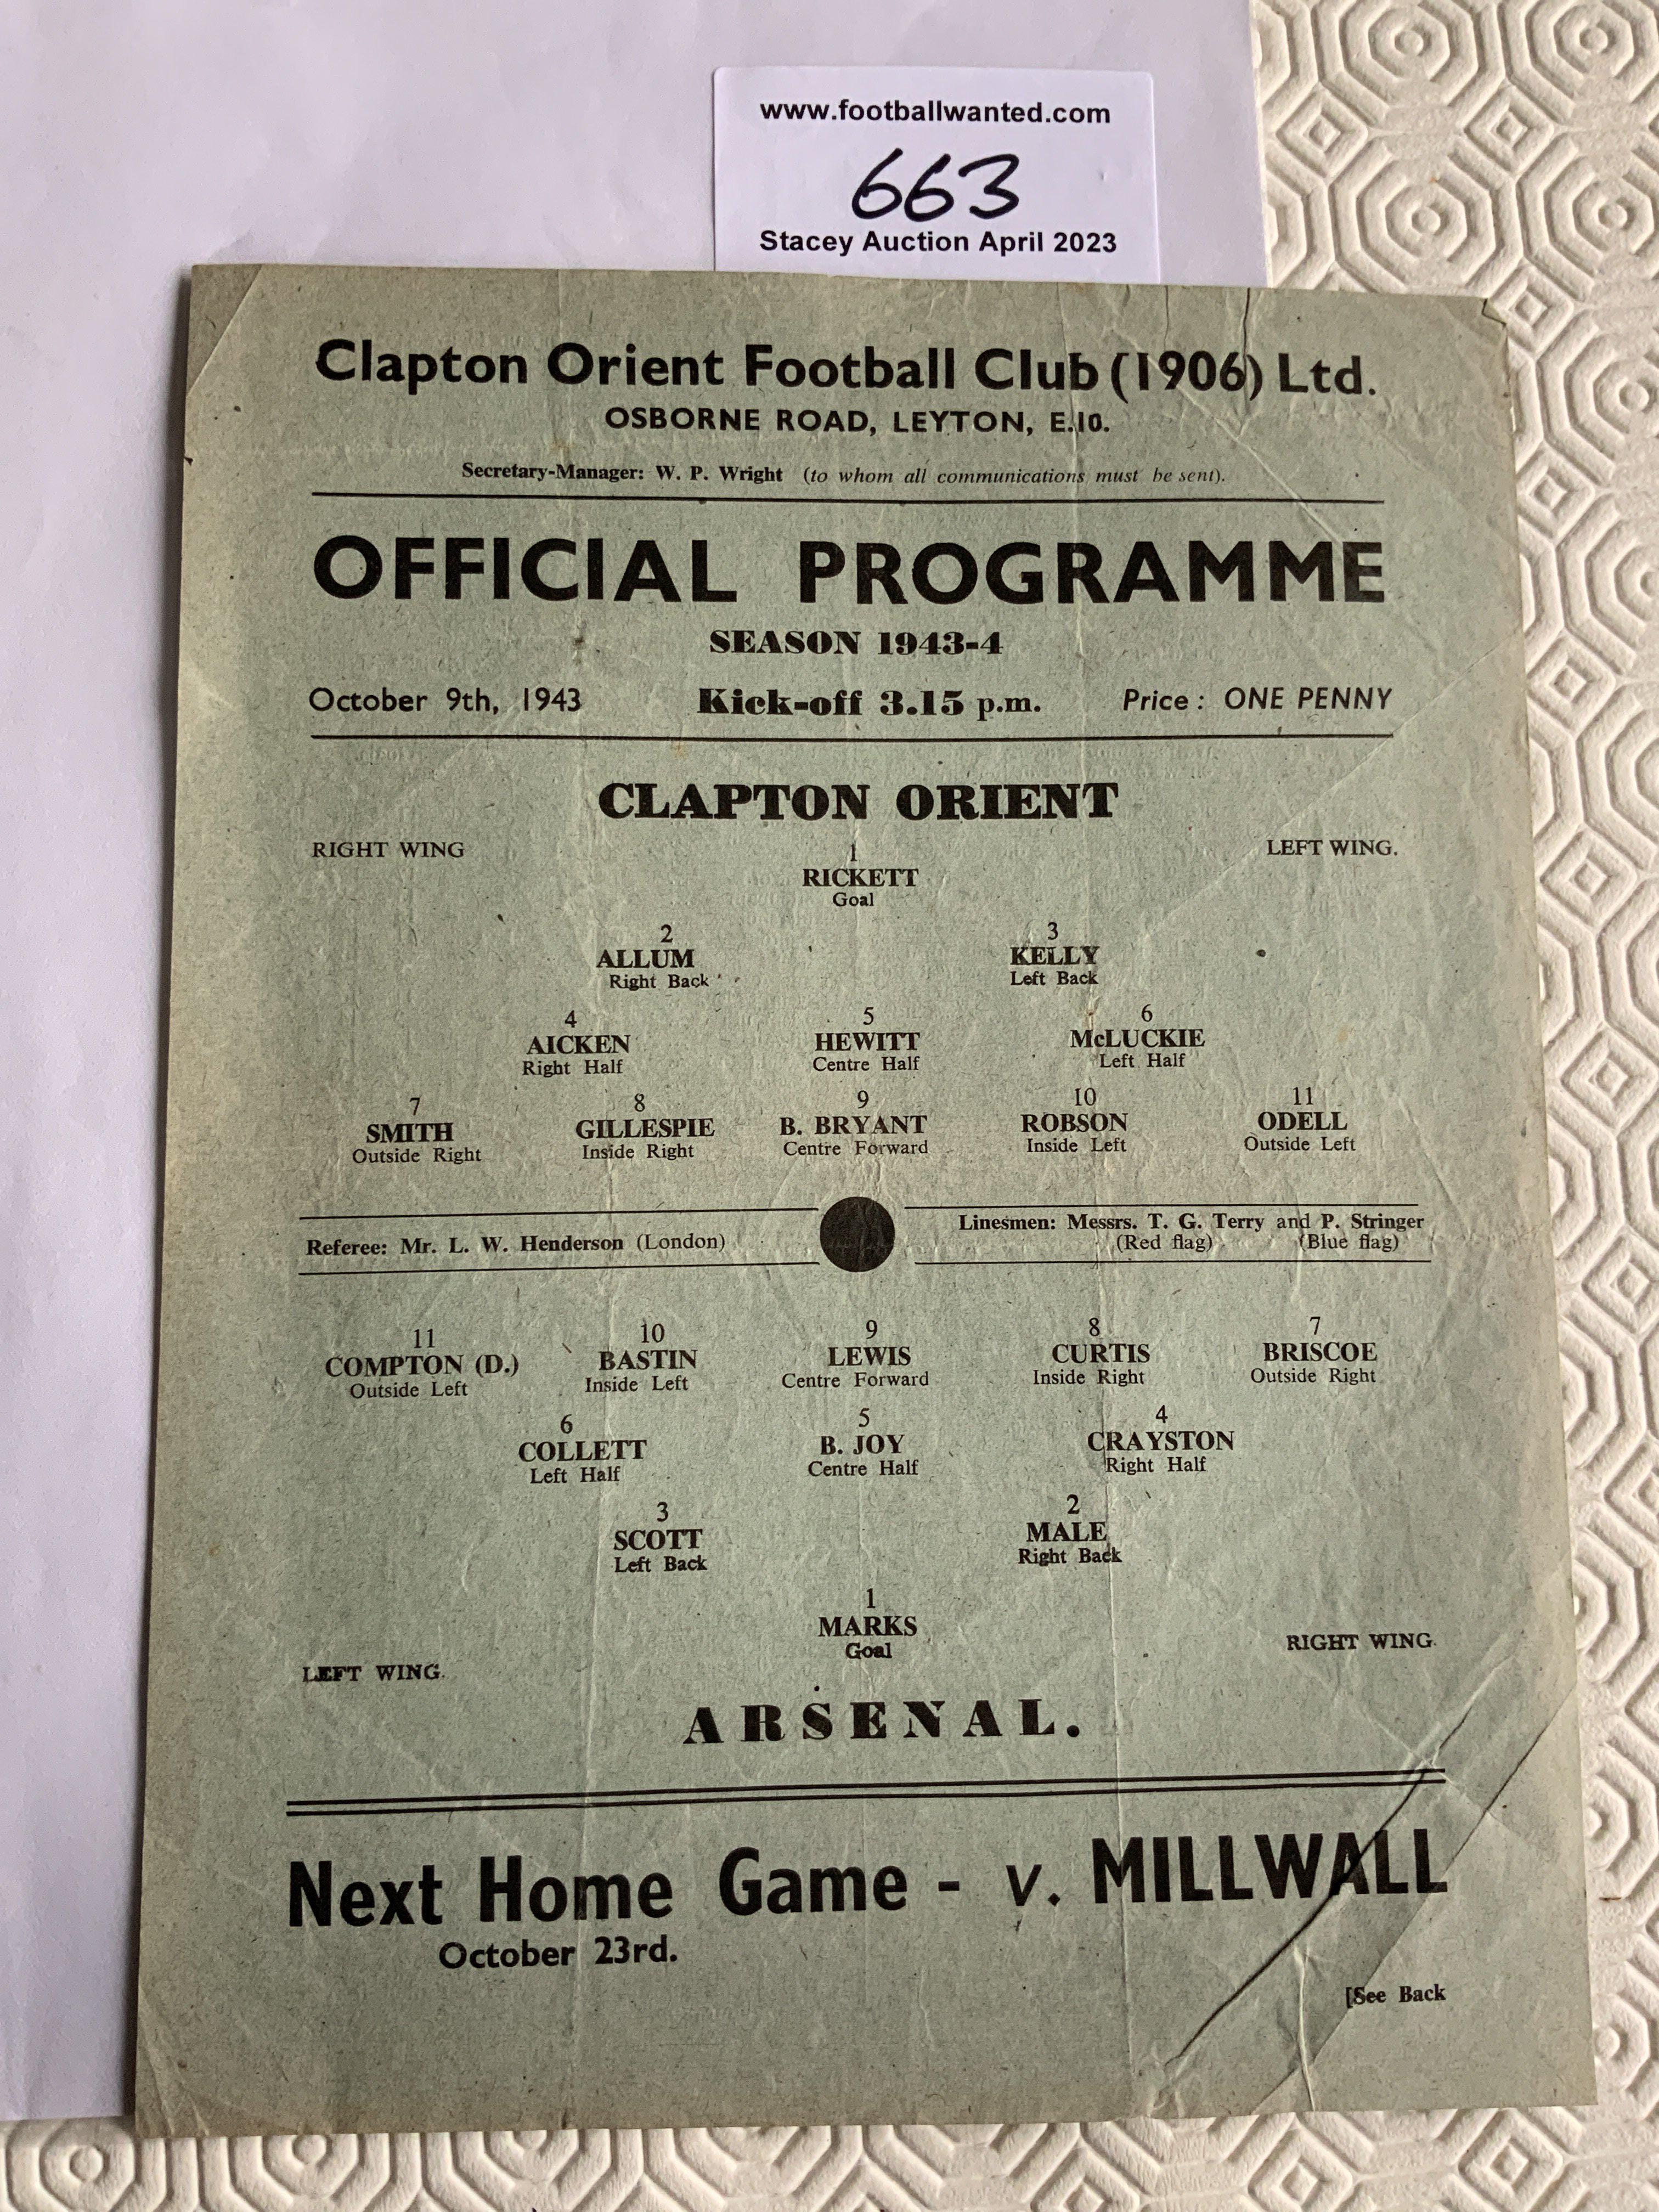 www.footballwanted.com
663
Stacey Auction April 2023
Clapton Orient Football Club (1906) Ltd.
OSBORNE ROAD, LEYTON, E.10.
Secretary-Manager: W. P. Wright (to whom all communications must be sent).
OFFICIAL PROGRAMME
SEASON 1943-4
October 9th, 1943 Kick-off 3.15 p.m. Price : ONE PENNY
CLAPTON ORIENT
RIGHT WING LEFT WING.
1
RICKETT
Goal
2 3
ALLUM KELLY
Right Back Left Back
4 5 6
AICKEN HEWITT McLUCKIE
Right Half Centre Half Left Half
7 8 9 10 11
SMITH GILLESPIE B. BRYANT ROBSON ODELL
Outside Right Inside Right Centre Forward Inside Left Outside Left
Referee: Mr. L. W. Henderson (London) Linesmen: Messrs. T. G. Terry and P. Stringer
(Red flag) (Blue flag)
11 10 9 8 7
COMPTON (D.) BASTIN LEWIS CURTIS BRISCOE
Outside Left Inside Left Centre Forward Inside Right Outside Right
6 5 4
COLLETT B. JOY CRAYSTON
Left Half Centre Half Right Half
3 2
SCOTT MALE
Left Back Right Back
1
MARKS
Goal
LEFT WING. RIGHT WING.
ARSENAL.
Next Home Game - v. MILLWALL
October 23rd.
[See Back